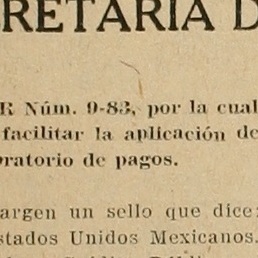 RETARIA D
R Núm. 9-83, por la cual
facilitar la aplicación de
oratorio de pagos.
argen un sello que dice:
stados Unidos Mexicanos.